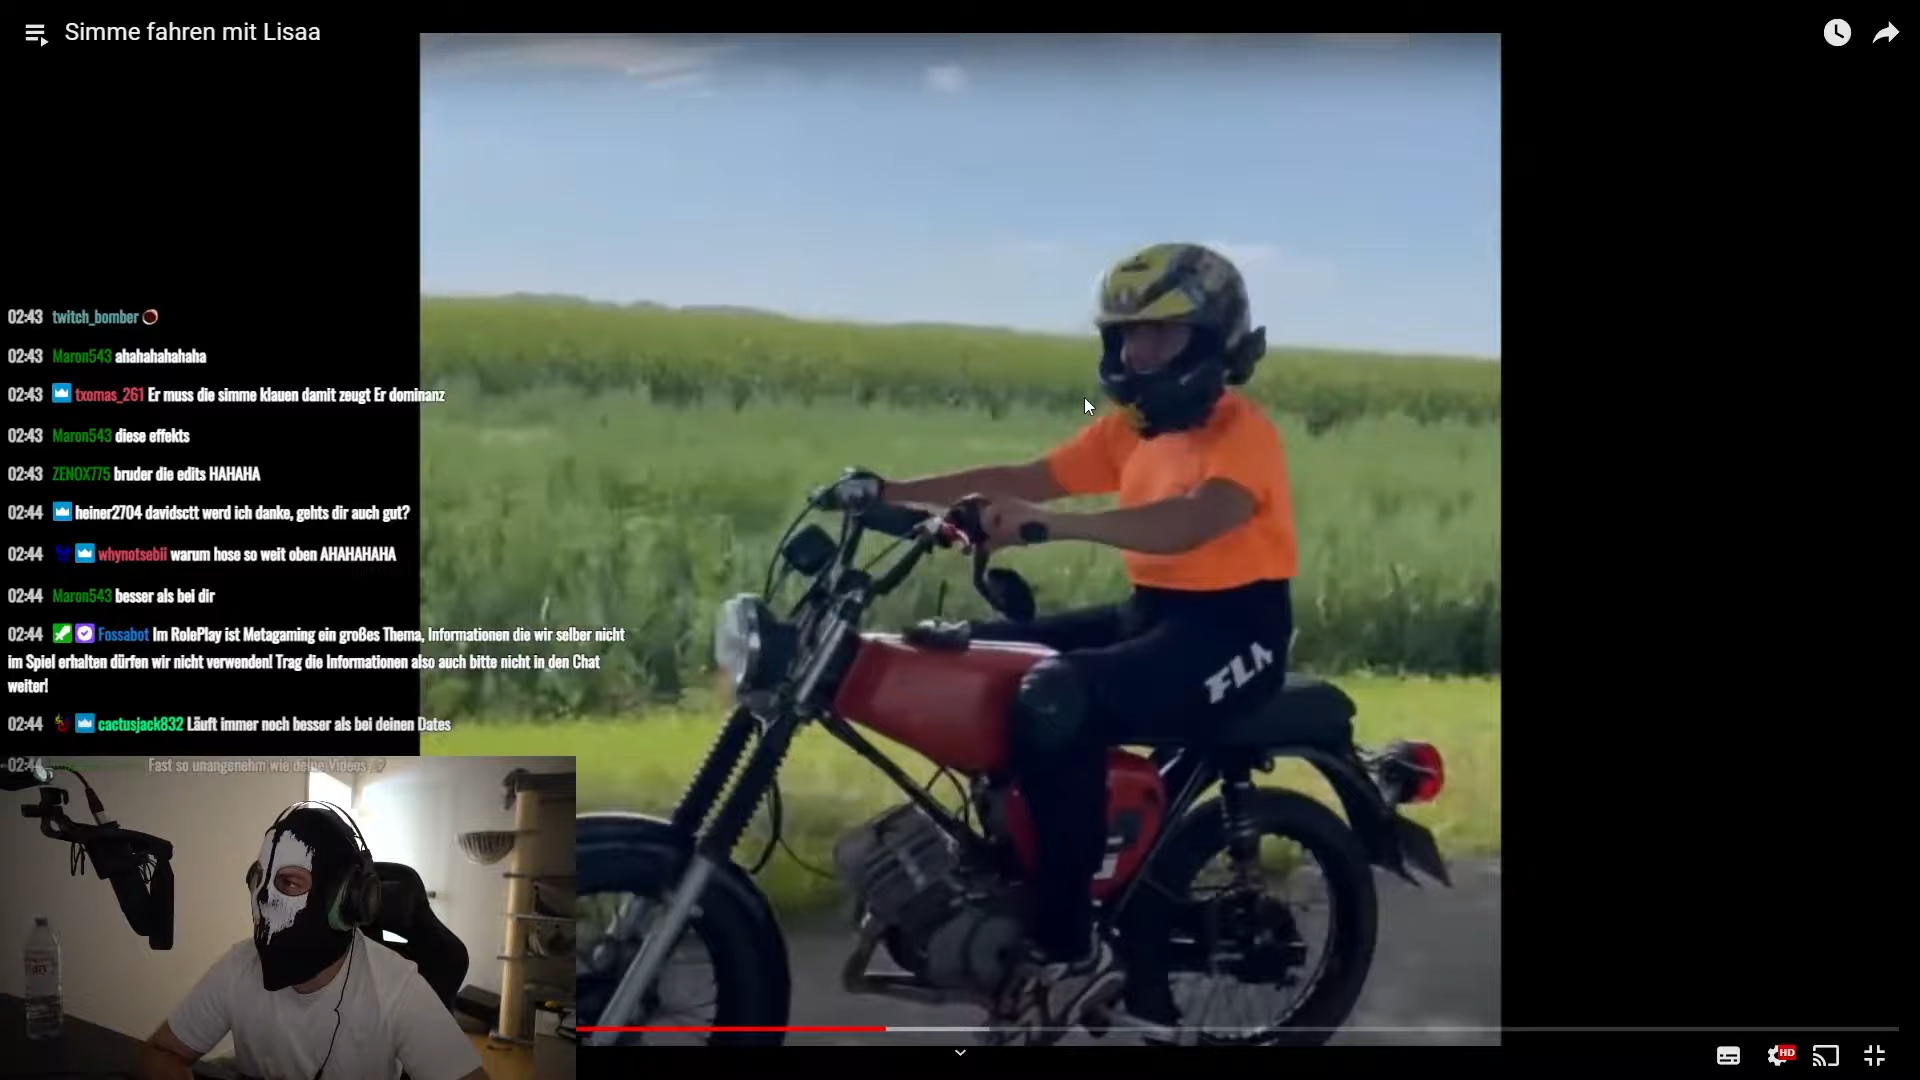 Simme fahren mit Lisaa
02:43 twitch_bomber
02:43 Maron543 ahahahahahaha
02:43 txomas_261 Er muss die simme klauen damit zeugt Er dominanz
02:43 Maron543 diese effekts
02:43 ZENOX775 bruder die edits HAHAHA
02:44 heiner2704 davidsctt werd ich danke, gehts dir auch gut?
02:44 whynotsebii warum hose so weit oben AHAHAHAHA
02:44 Maron543 besser als bei dir
02:44 Fossabot Im RolePlay ist Metagaming ein großes Thema, Informationen die wir selber nicht
im Spiel erhalten dürfen wir nicht verwenden! Trag die Informationen also auch bitte nicht in den Chat
weiter!
02:44 cactusjack832 Läuft immer noch besser als bei deinen Dates
02:44 Fast so unangenehm wie deine Videos
HD